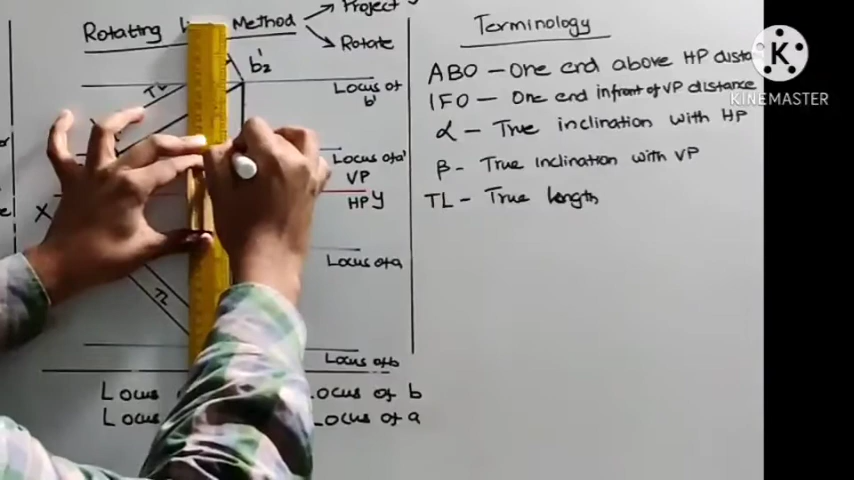 Rotating Method
Project
Rotate
b'2
TL
Locus of
b'
Locus of a'
VP
X
HP y
Locus of a
TL
Locus of b
Locus
Locus of b
Locus
Locus of a
Terminology
ABO - One end above HP
IFO - One end infront of VP distance
α - True inclination with HP
β - True Inclination with VP
TL - True length
K
KINEMASTER